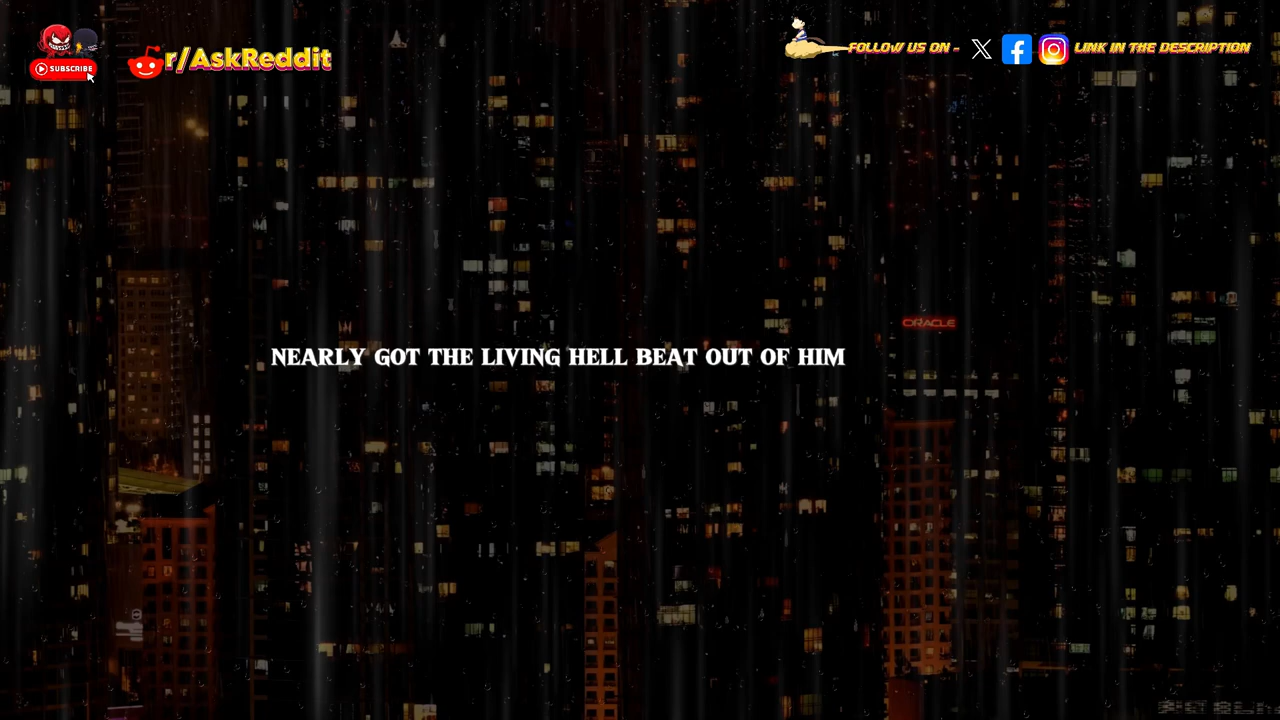 SUBSCRIBE
r/AskReddit
FOLLOW US ON -
LINK IN THE DESCRIPTION
ORACLE
NEARLY GOT THE LIVING HELL BEAT OUT OF HIM